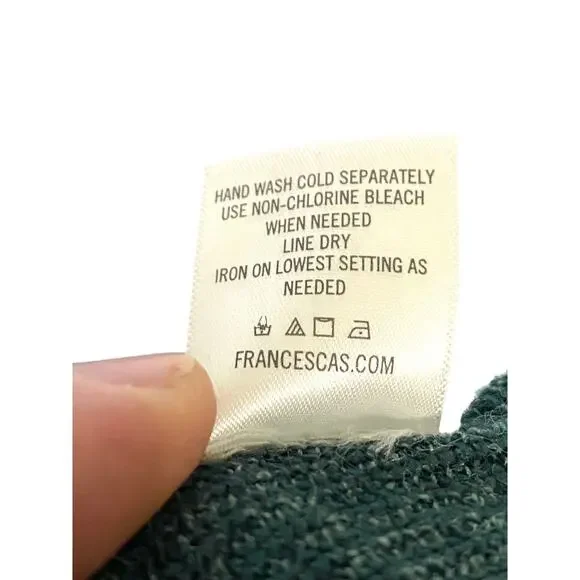 HAND WASH COLD SEPARATELY
USE NON-CHLORINE BLEACH
WHEN NEEDED
LINE DRY
IRON ON LOWEST SETTING AS
NEEDED
FRANCESCAS.COM